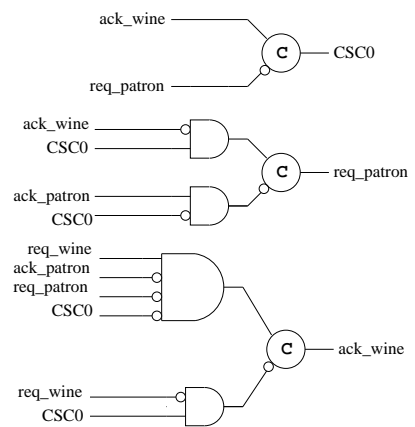 ack_wine
C
CSC0
req_patron
ack_wine
CSC0
C
req_patron
ack_patron
CSC0
req_wine
ack_patron
req_patron
CSC0
C
ack_wine
req_wine
CSC0